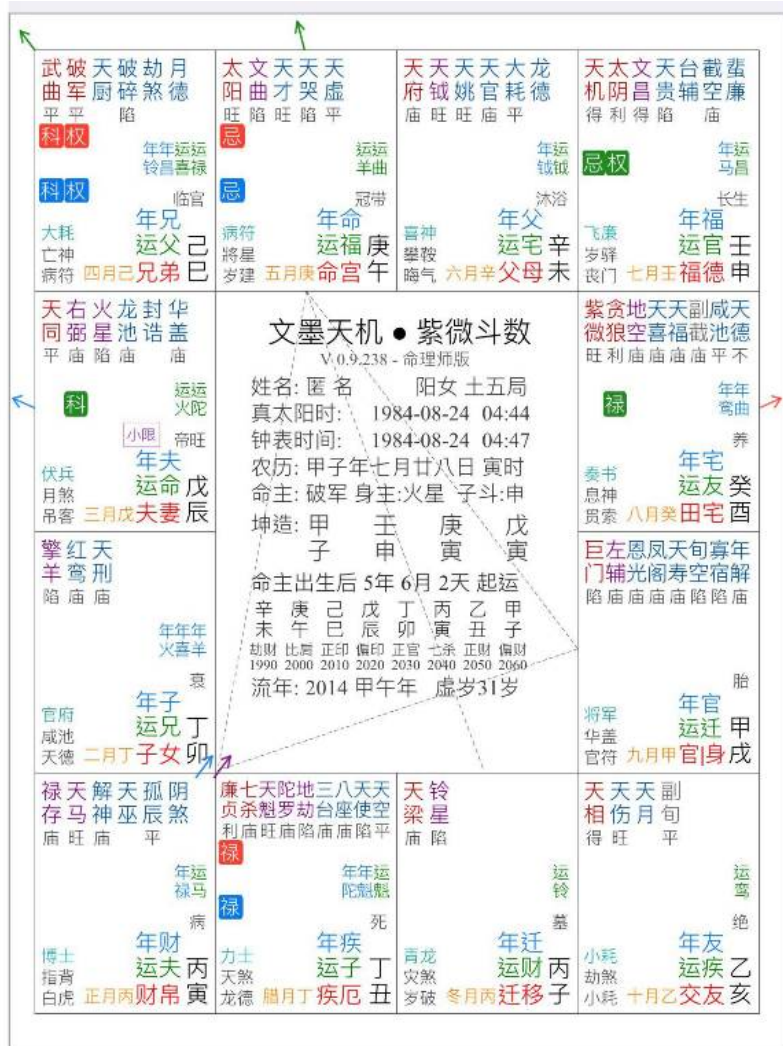 武破天破劫月
曲军厨碎煞德
平平 陷
科权
年年运运
铃昌喜禄
科权
临官
大耗
亡神
病符
四月己
年兄
运父
兄弟
己
巳
太文天天天
阳曲才哭虚
旺陷旺陷平
忌
运运
羊曲
忌
冠带
病符
將星
岁建
五月庚
年命
运福
命宫
庚
午
天天天天大龙
府钺姚官耗德
庙旺旺庙平
年运
钺钺
沐浴
喜神
攀鞍
晦气
六月辛
年父
运宅
父母
辛
未
天太文天台截蜚
机阴昌贵辅空廉
得利得陷 庙
忌权
年运
马昌
长生
飞廉
岁驿
丧门
七月壬
年福
运官
福德
壬
申
天右火龙封华
同弼星池诰盖
平庙陷庙 庙
科
运运
火陀
小限
帝旺
伏兵
月煞
吊客
三月戊
年夫
运命
夫妻
戊
辰
文墨天机 ● 紫微斗数
V 0.9.238 - 命理师版
姓名: 匿 名 阳女 土五局
真太阳时: 1984-08-24 04:44
钟表时间: 1984-08-24 04:47
农历: 甲子年七月廿八日 寅时
命主: 破军 身主:火星 子斗:申
坤造: 甲 壬 庚 戊
子 申 寅 寅
命主出生后 5年 6月 2天 起运
辛 庚 己 戊 丁 丙 乙 甲
未 午 巳 辰 卯 寅 丑 子
劫财 比肩 正印 偏印 正官 七杀 正财 偏财
1990 2000 2010 2020 2030 2040 2050 2060
流年: 2014 甲午年 虚岁31岁
紫贪地天天副咸天
微狼空喜福截池德
旺利庙庙庙庙平不
禄
年年
鸾曲
养
奏书
息神
贯索
八月癸
年宅
运友
田宅
癸
酉
擎红天
羊鸾刑
陷庙庙
年年年
火喜羊
衰
官府
咸池
天德
二月丁
年子
运兄
子女
丁
卯
巨左恩凤天旬寡年
门辅光阁寿空宿解
陷庙庙庙庙陷陷庙
胎
将军
华盖
官符
九月甲
年官
运迁
官|身
甲
戌
禄天解天孤阴
存马神巫辰煞
庙旺庙 平
年运
禄马
病
博士
指背
白虎
正月丙
年财
运夫
财帛
丙
寅
廉七天陀地三八天天
贞杀魁罗劫台座使空
利庙旺庙陷庙庙陷平
禄
年年运
陀魁魁
禄
死
力士
天煞
龙德
腊月丁
年疾
运子
疾厄
丁
丑
天铃
梁星
庙陷
运
铃
墓
青龙
灾煞
岁破
冬月丙
年迁
运财
迁移
丙
子
天天天副
相伤月旬
得旺 平
运
鸾
绝
小耗
劫煞
小耗
十月乙
年友
运疾
交友
乙
亥